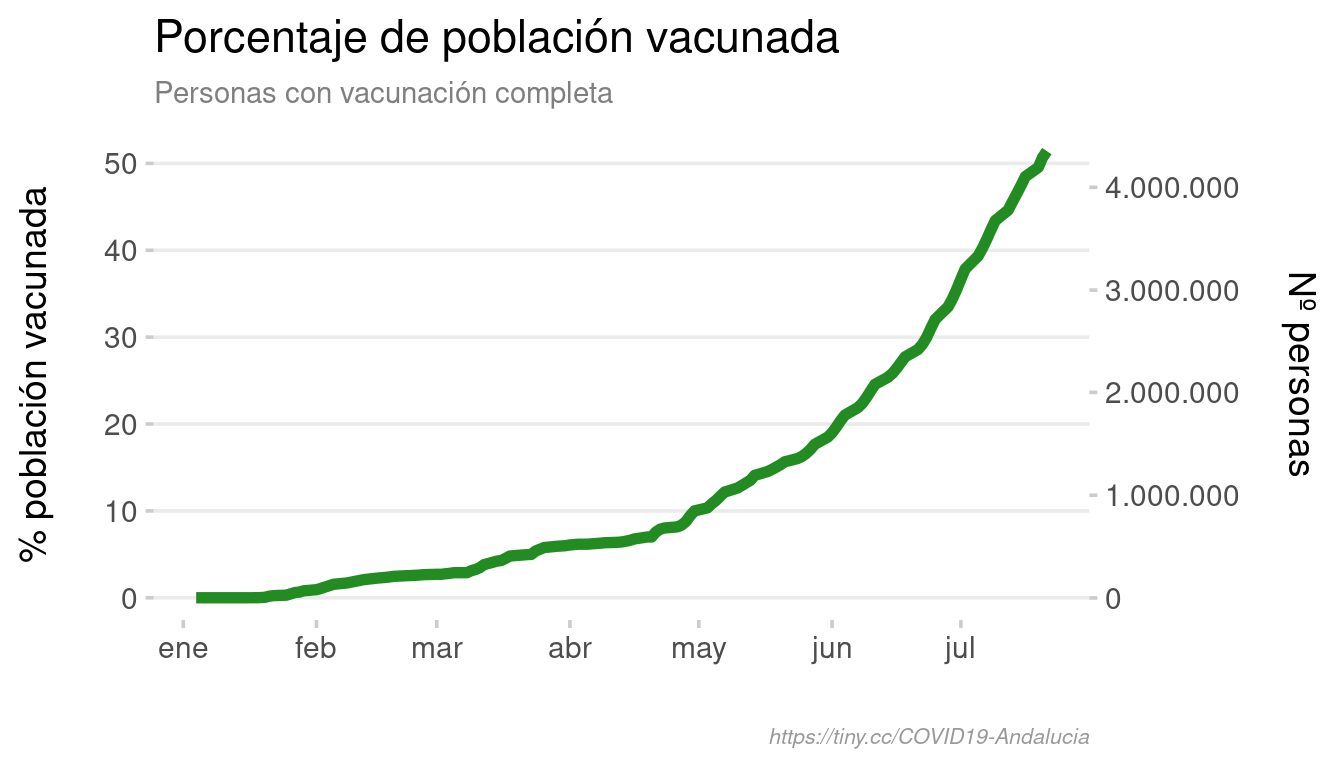 Porcentaje de población vacunada
Personas con vacunación completa
% población vacunada
50
40
30
20
10
0
4.000.000
3.000.000
2.000.000
1.000.000
0
Nº personas
ene feb mar abr may jun jul
https://tiny.cc/COVID19-Andalucia